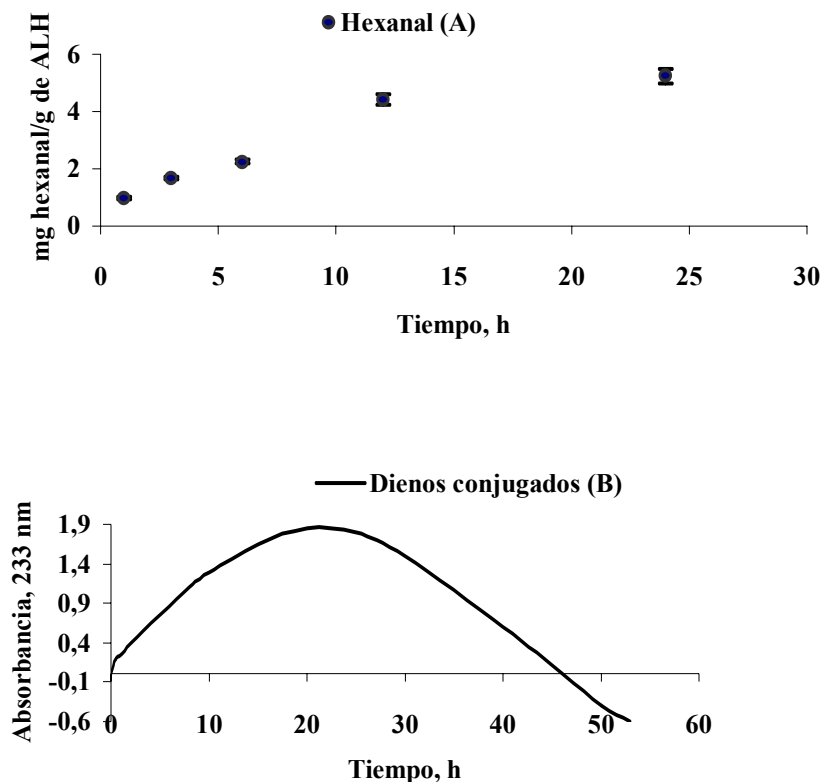 Hexanal (A)
mg hexanal/g de ALH
6
4
2
0
0 5 10 15 20 25 30
Tiempo, h
Dienos conjugados (B)
Absorbancia, 233 nm
1,9
1,4
0,9
0,4
-0,1
-0,6
0 10 20 30 40 50 60
Tiempo, h